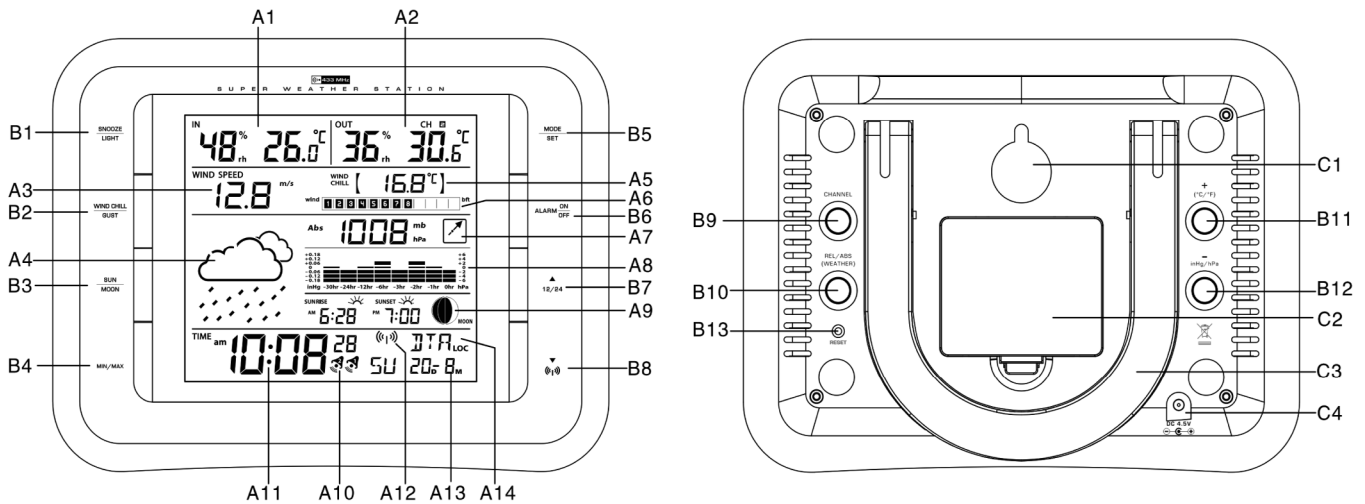 A1 A2
433 MHz
SUPER WEATHER STATION
B1 SNOOZE
LIGHT
IN 48 % rh 26.0 °C OUT 36 % rh CH 30.6 °C
MODE
SET B5
A3 WIND SPEED 12.8 m/s WIND CHILL [ 16.8 °C ] A5
B2 WIND CHILL
GUST
wind 1 2 3 4 5 6 7 8 bft A6
ALARM ON
OFF B6
Abs 1008 mb
hPa A7
A4
+0.18 +6
+0.12 +4
+0.06 +2
0 0
-0.06 -2
-0.12 -4
-0.18 -6
A8
inHg -30hr -24hr -12hr -6hr -3hr -2hr -1hr 0hr hPa
B3 SUN
MOON
▲
12/24 B7
SUNRISE AM 6:28 SUNSET PM 7:00 MOON A9
B4 MIN/MAX
TIME am 10:08 28 DTA LOC
SU 20.D 8M
▼
B8
A11 A10 A12 A13 A14
C1
B9 CHANNEL
+
(°C/°F) B11
B10 REL/ABS
(WEATHER)
−
inHg/hPa B12
B13 RESET
C2
C3
C4
DC 4.5V